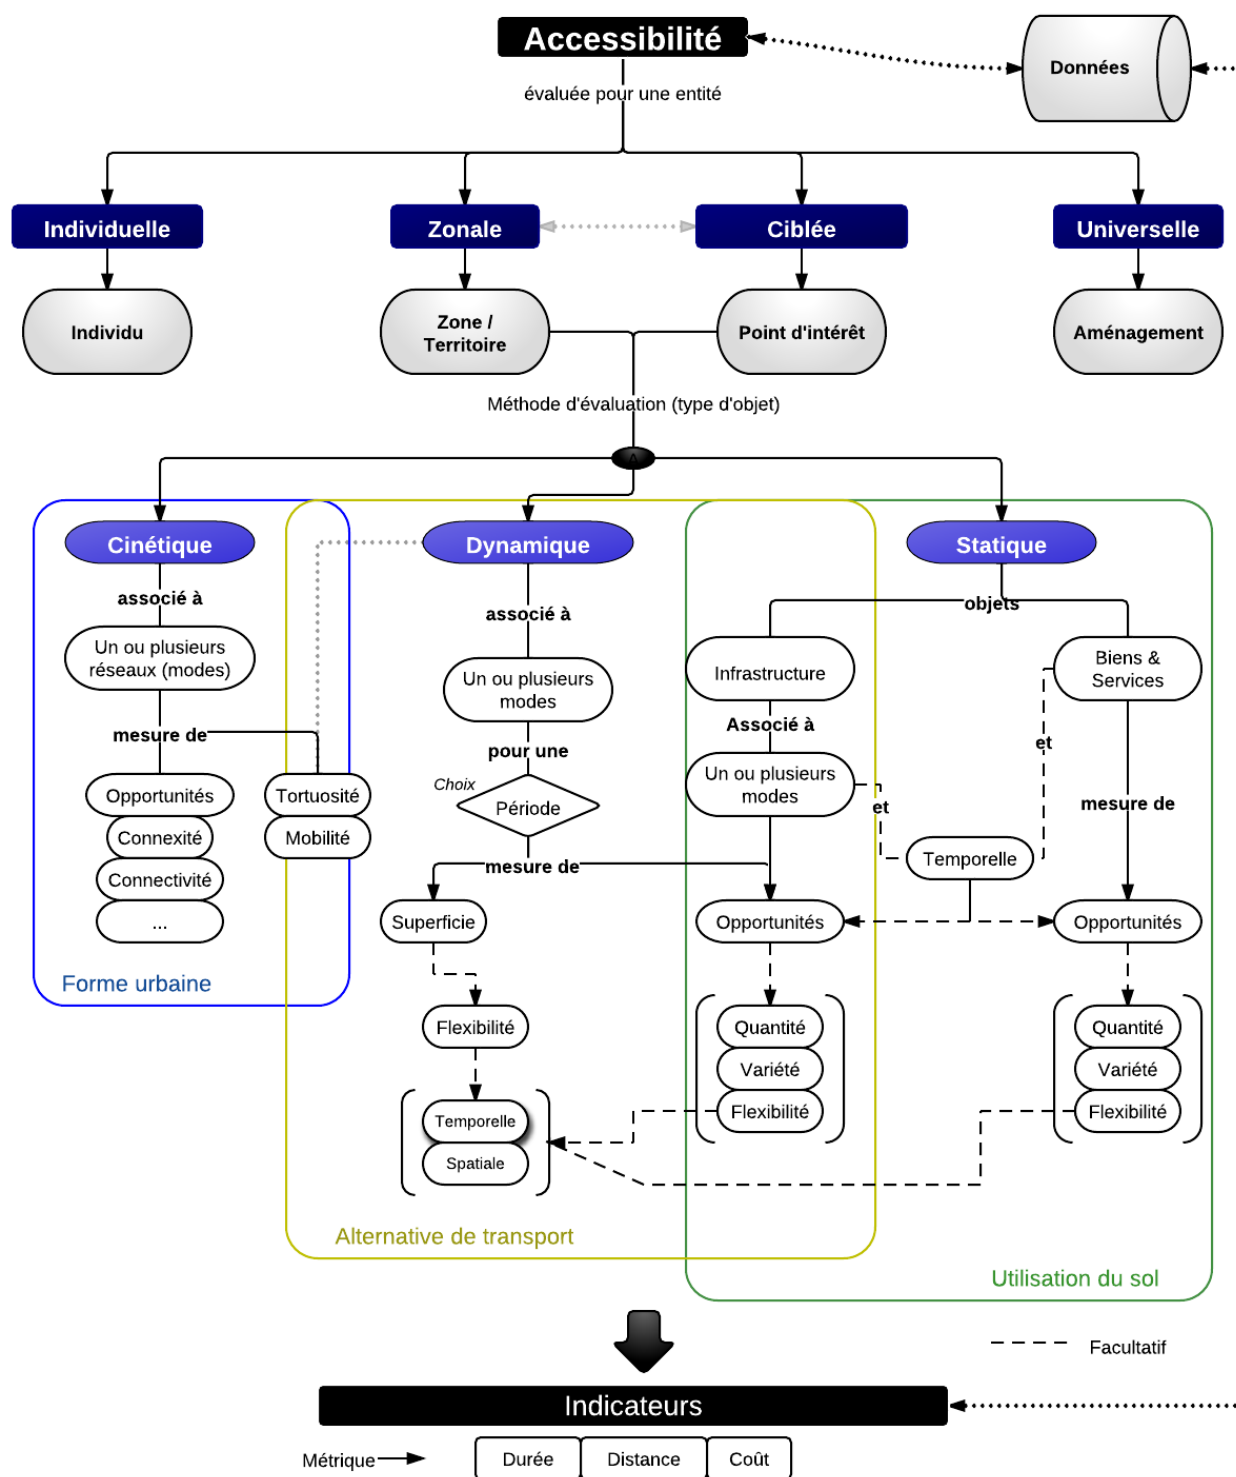 Accessibilité
Données
évaluée pour une entité
Individuelle
Zonale
Ciblée
Universelle
Individu
Zone /
Territoire
Point d'intérêt
Aménagement
Méthode d'évaluation (type d'objet)
Cinétique
Dynamique
Statique
associé à
Un ou plusieurs
réseaux (modes)
mesure de
Opportunités
Connexité
Connectivité
...
Tortuosité
Mobilité
Forme urbaine
associé à
Un ou plusieurs
modes
pour une
Choix
Période
mesure de
Superficie
Flexibilité
Temporelle
Spatiale
Alternative de transport
objets
Infrastructure
Associé à
Un ou plusieurs
modes
et
Temporelle
et
Biens &
Services
mesure de
Opportunités
Opportunités
Quantité
Variété
Flexibilité
Quantité
Variété
Flexibilité
Utilisation du sol
Facultatif
Indicateurs
Métrique
Durée
Distance
Coût